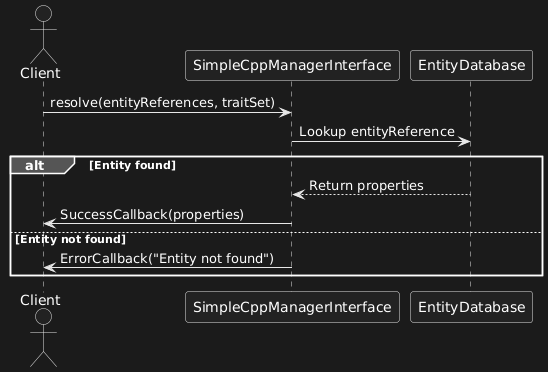 Client
SimpleCppManagerInterface
EntityDatabase
resolve(entityReferences, traitSet)
Lookup entityReference
alt
[Entity found]
Return properties
SuccessCallback(properties)
[Entity not found]
ErrorCallback("Entity not found")
Client
SimpleCppManagerInterface
EntityDatabase